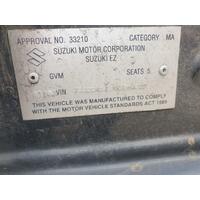 APPROVAL NO. 33210 CATEGORY MA
SUZUKI MOTOR CORPORATION
SUZUKI EZ
GVM SEATS 5
VIN
THIS VEHICLE WAS MANUFACTURED TO COMPLY
WITH THE MOTOR VEHICLE STANDARDS ACT 1989